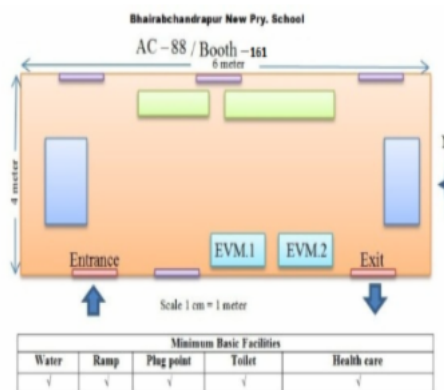 Bhairabchandrapur New Pry. School
AC – 88 / Booth –161
6 meter
4 meter
EVM.1 EVM.2
Entrance Exit
Scale 1 cm = 1 meter
Minimum Basic Facilities
Water Ramp Plug point Toilet Health care
√ √ √ √ √